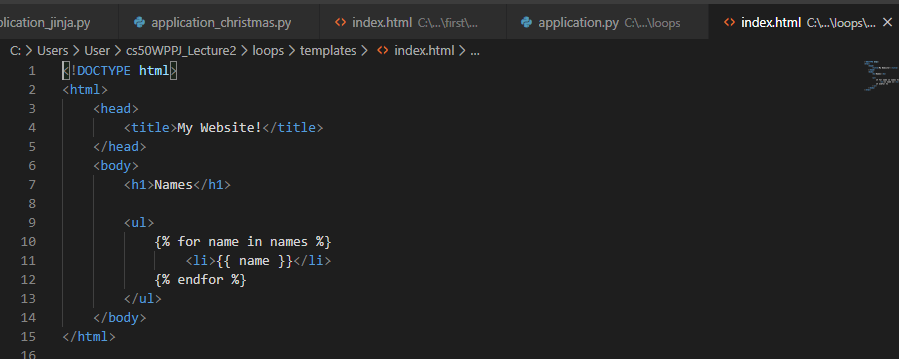 plication_jinja.py application_christmas.py index.html C:\...\first\... application.py C:\...\loops index.html C:\...\loops\...
C: > Users > User > cs50WPPJ_Lecture2 > loops > templates > index.html > ...
1 <!DOCTYPE html>
2 <html>
3 <head>
4 <title>My Website!</title>
5 </head>
6 <body>
7 <h1>Names</h1>
8
9 <ul>
10 {% for name in names %}
11 <li>{{ name }}</li>
12 {% endfor %}
13 </ul>
14 </body>
15 </html>
16